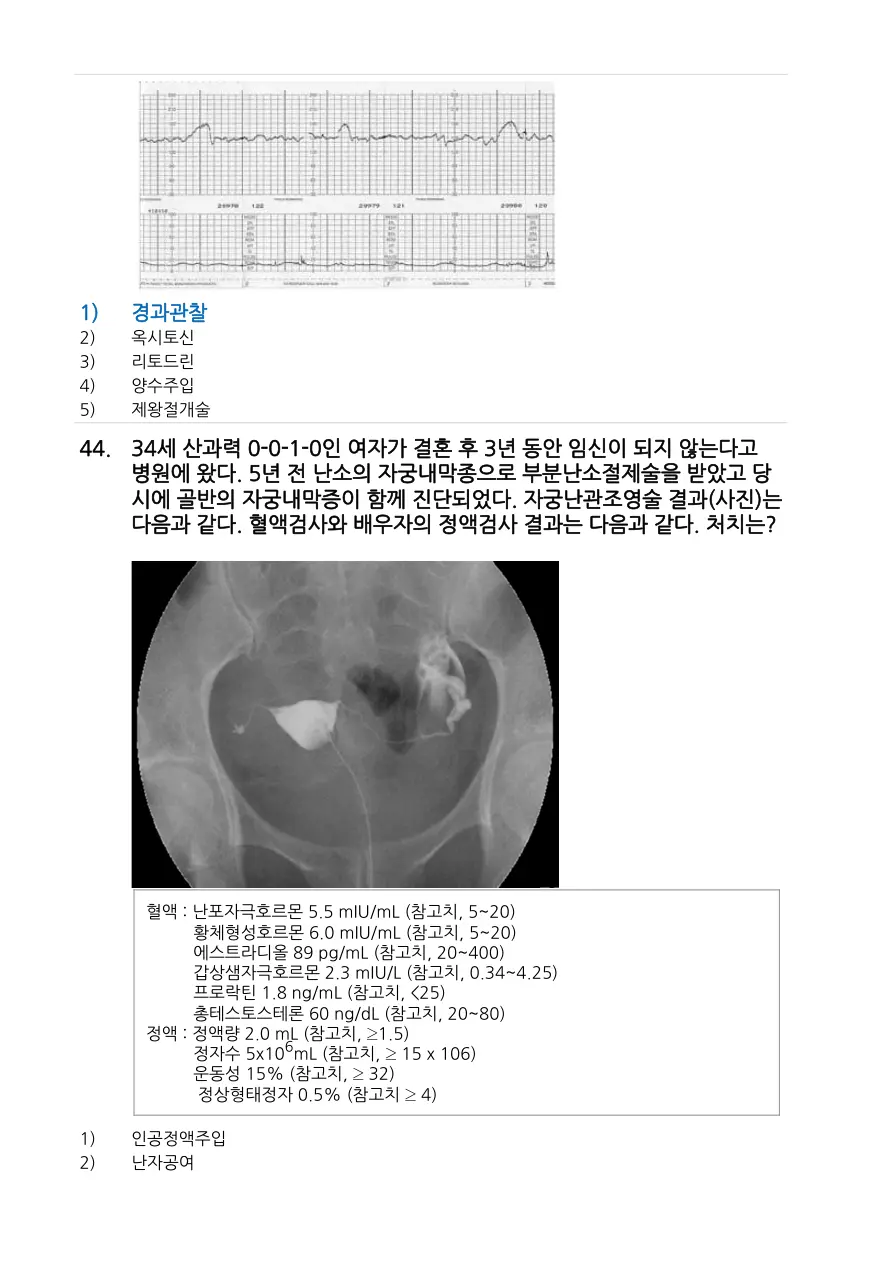 29978 122
29979 121
29980 120
1) 경과관찰
2) 옥시토신
3) 리토드린
4) 양수주입
5) 제왕절개술
44. 34세 산과력 0-0-1-0인 여자가 결혼 후 3년 동안 임신이 되지 않는다고
병원에 왔다. 5년 전 난소의 자궁내막종으로 부분난소절제술을 받았고 당
시에 골반의 자궁내막증이 함께 진단되었다. 자궁난관조영술 결과(사진)는
다음과 같다. 혈액검사와 배우자의 정액검사 결과는 다음과 같다. 처치는?
혈액 : 난포자극호르몬 5.5 mIU/mL (참고치, 5~20)
황체형성호르몬 6.0 mIU/mL (참고치, 5~20)
에스트라디올 89 pg/mL (참고치, 20~400)
갑상샘자극호르몬 2.3 mIU/L (참고치, 0.34~4.25)
프로락틴 1.8 ng/mL (참고치, <25)
총테스토스테론 60 ng/dL (참고치, 20~80)
정액 : 정액량 2.0 mL (참고치, ≥1.5)
정자수 5x10⁶mL (참고치, ≥ 15 x 106)
운동성 15% (참고치, ≥ 32)
정상형태정자 0.5% (참고치 ≥ 4)
1) 인공정액주입
2) 난자공여